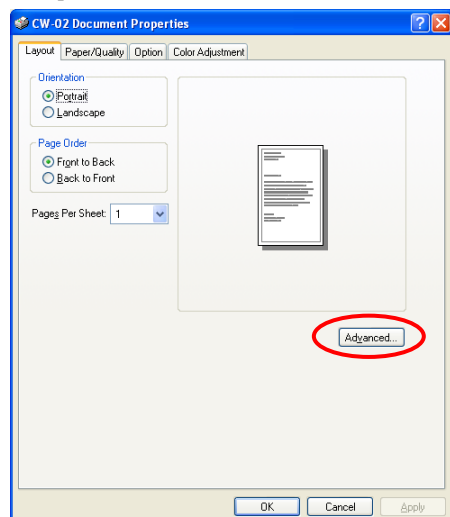 CW-02 Document Properties
Layout Paper/Quality Option Color Adjustment
Orientation
Portrait
Landscape
Page Order
Front to Back
Back to Front
Pages Per Sheet: 1
Advanced...
OK Cancel Apply